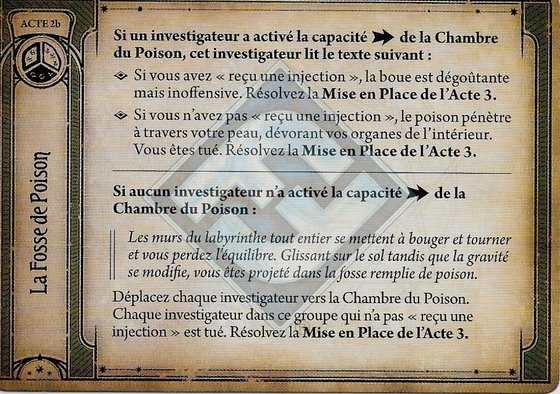 ACTE 2b
La Fosse de Poison
Si un investigateur a activé la capacité de la Chambre
du Poison, cet investigateur lit le texte suivant :
Si vous avez « reçu une injection », la boue est dégoûtante
mais inoffensive. Résolvez la Mise en Place de l'Acte 3.
Si vous n'avez pas « reçu une injection », le poison pénètre
à travers votre peau, dévorant vos organes de l'intérieur.
Vous êtes tué. Résolvez la Mise en Place de l'Acte 3.
Si aucun investigateur n'a activé la capacité de la
Chambre du Poison :
Les murs du labyrinthe tout entier se mettent à bouger et tourner
et vous perdez l'équilibre. Glissant sur le sol tandis que la gravité
se modifie, vous êtes projeté dans la fosse remplie de poison.
Déplacez chaque investigateur vers la Chambre du Poison.
Chaque investigateur dans ce groupe qui n'a pas « reçu une
injection » est tué. Résolvez la Mise en Place de l'Acte 3.